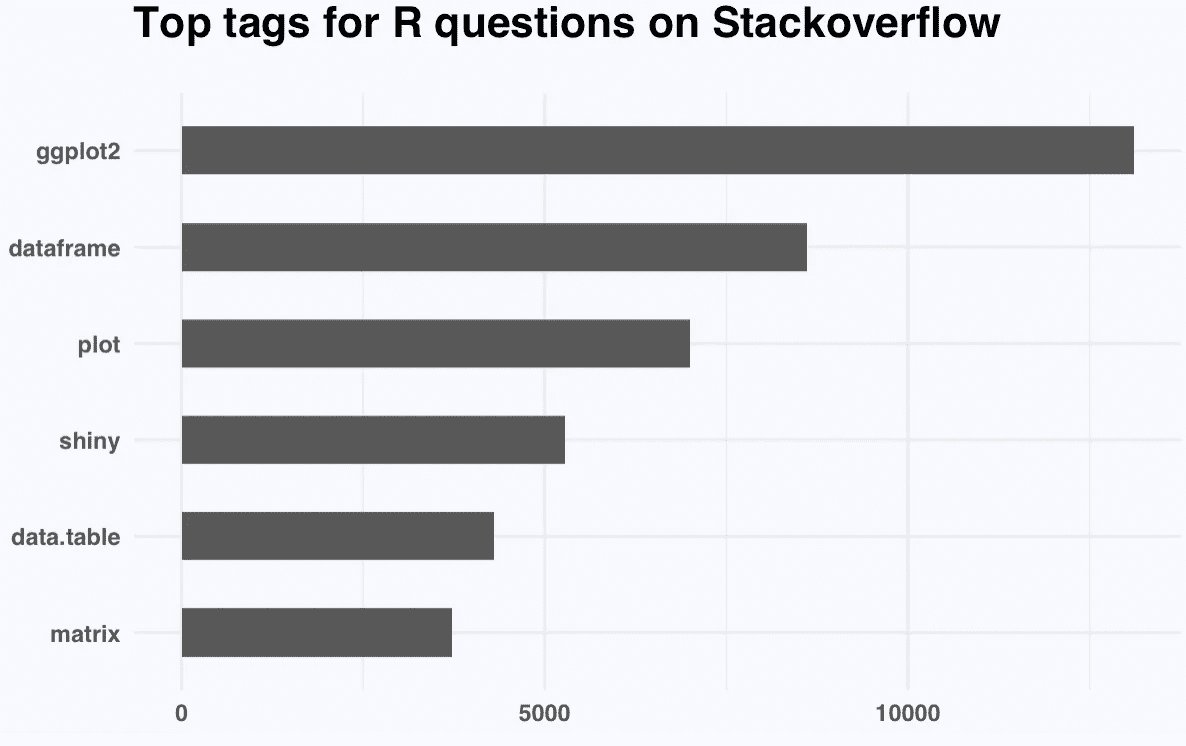 Top tags for R questions on Stackoverflow
ggplot2
dataframe
plot
shiny
data.table
matrix
0 5000 10000